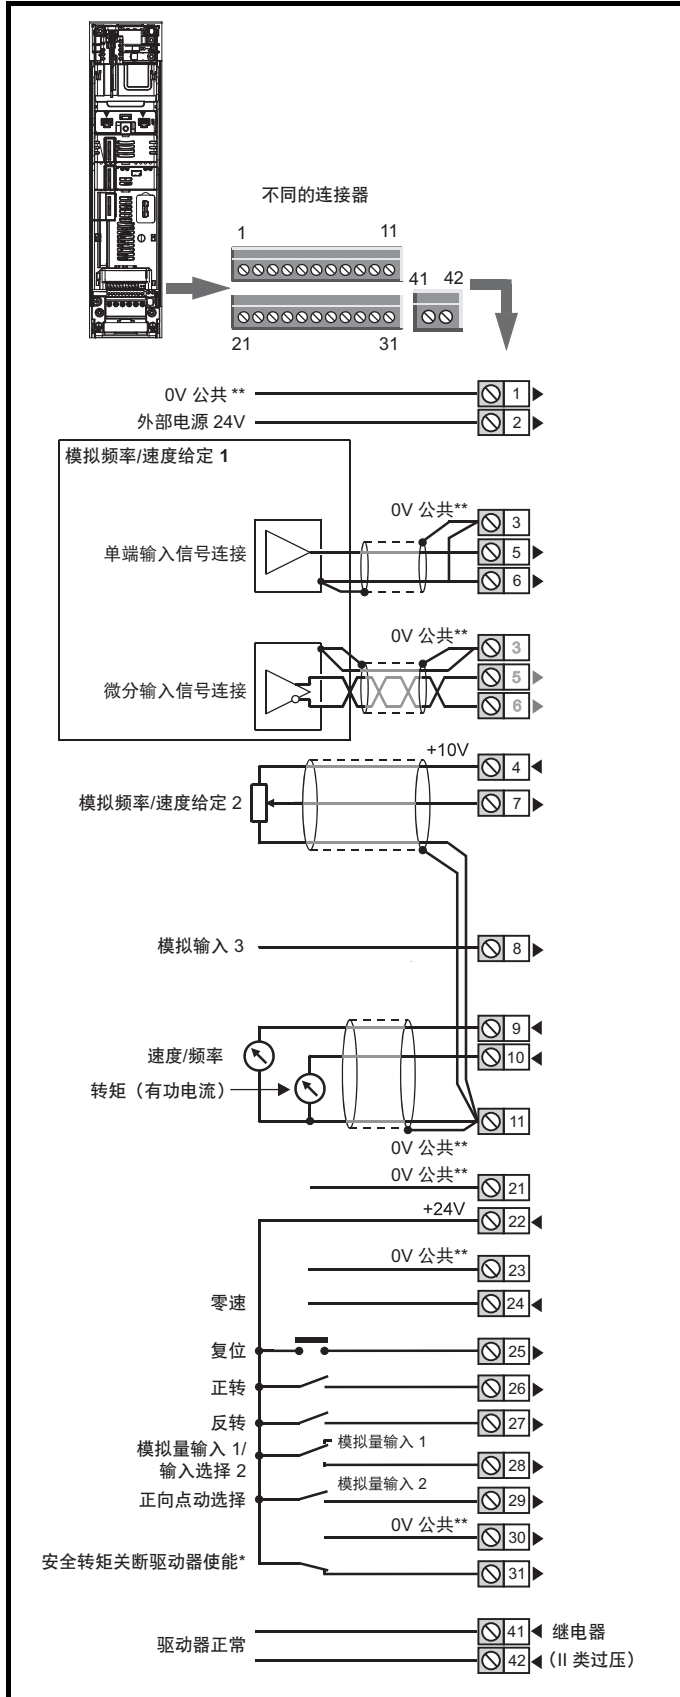 不同的连接器
1 11
41 42
21 31
0V 公共 ** 1
外部电源 24V 2
模拟频率/速度给定 1
0V 公共** 3
单端输入信号连接 5
6
0V 公共** 3
微分输入信号连接 5
6
+10V 4
模拟频率/速度给定 2 7
模拟输入 3 8
9
速度/频率 10
转矩（有功电流）
11
0V 公共**
0V 公共** 21
+24V 22
0V 公共** 23
零速 24
复位 25
正转 26
反转 27
模拟量输入 1/ 模拟量输入 1
输入选择 2 28
模拟量输入 2
正向点动选择 29
0V 公共** 30
安全转矩关断驱动器使能* 31
41 继电器
驱动器正常
42 （II 类过压）